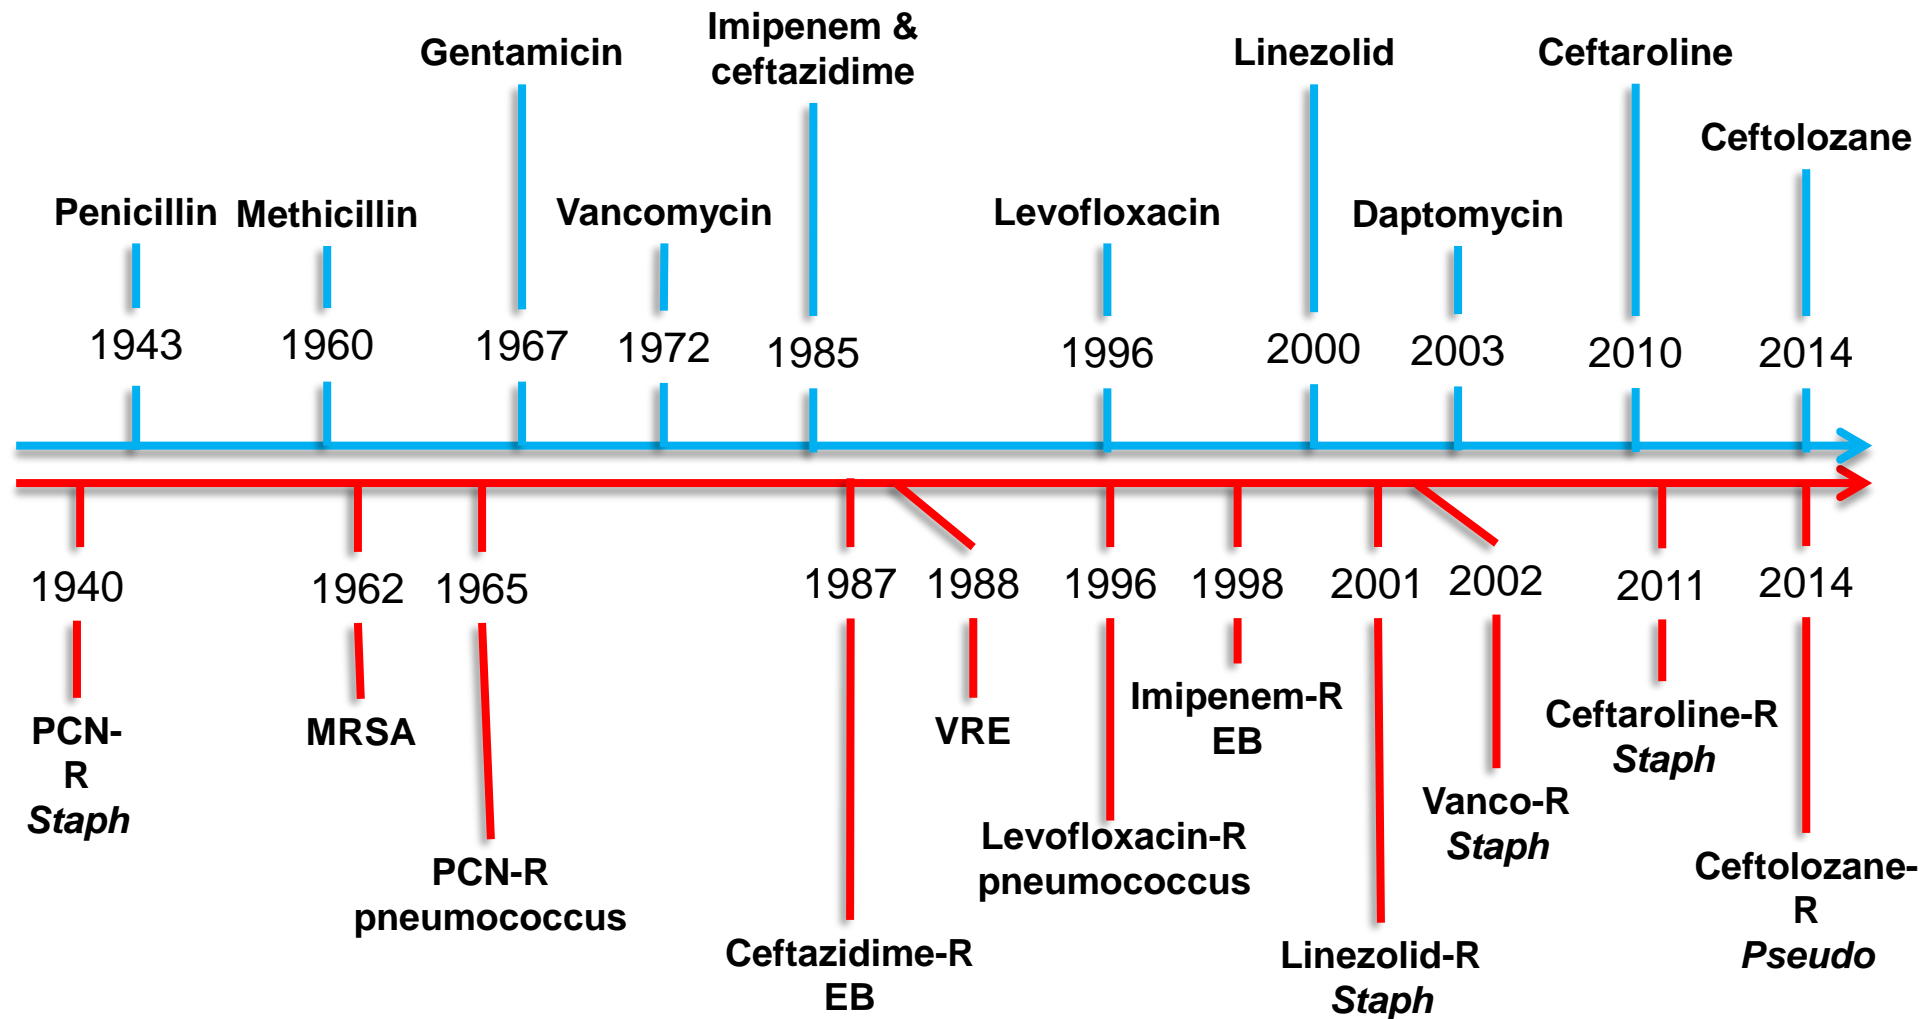 Imipenem &
ceftazidime
Gentamicin
Linezolid
Ceftaroline
Ceftolozane
Penicillin
Methicillin
Vancomycin
Levofloxacin
Daptomycin
1943
1960
1967
1972
1985
1996
2000
2003
2010
2014
1940
1962
1965
1987
1988
1996
1998
2001
2002
2011
2014
PCN-
R
Staph
MRSA
PCN-R
pneumococcus
Ceftazidime-R
EB
VRE
Levofloxacin-R
pneumococcus
Imipenem-R
EB
Linezolid-R
Staph
Vanco-R
Staph
Ceftaroline-R
Staph
Ceftolozane-
R
Pseudo